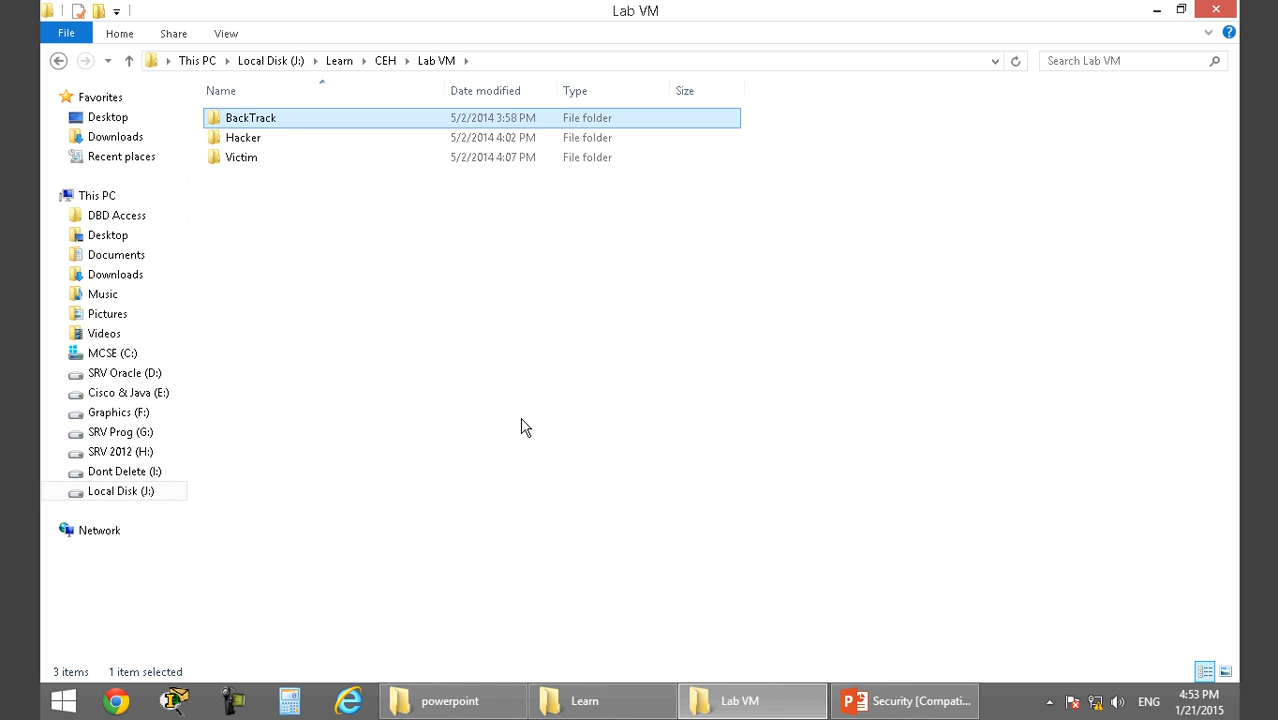 Lab VM
File Home Share View
This PC Local Disk (J:) Learn CEH Lab VM
Search Lab VM
Name Date modified Type Size
BackTrack 5/2/2014 3:58 PM File folder
Hacker 5/2/2014 4:02 PM File folder
Victim 5/2/2014 4:07 PM File folder
Favorites
Desktop
Downloads
Recent places
This PC
DBD Access
Desktop
Documents
Downloads
Music
Pictures
Videos
MCSE (C:)
SRV Oracle (D:)
Cisco & Java (E:)
Graphics (F:)
SRV Prog (G:)
SRV 2012 (H:)
Dont Delete (I:)
Local Disk (J:)
Network
3 items 1 item selected
powerpoint Learn Lab VM Security [Compati... ENG 4:53 PM
1/21/2015